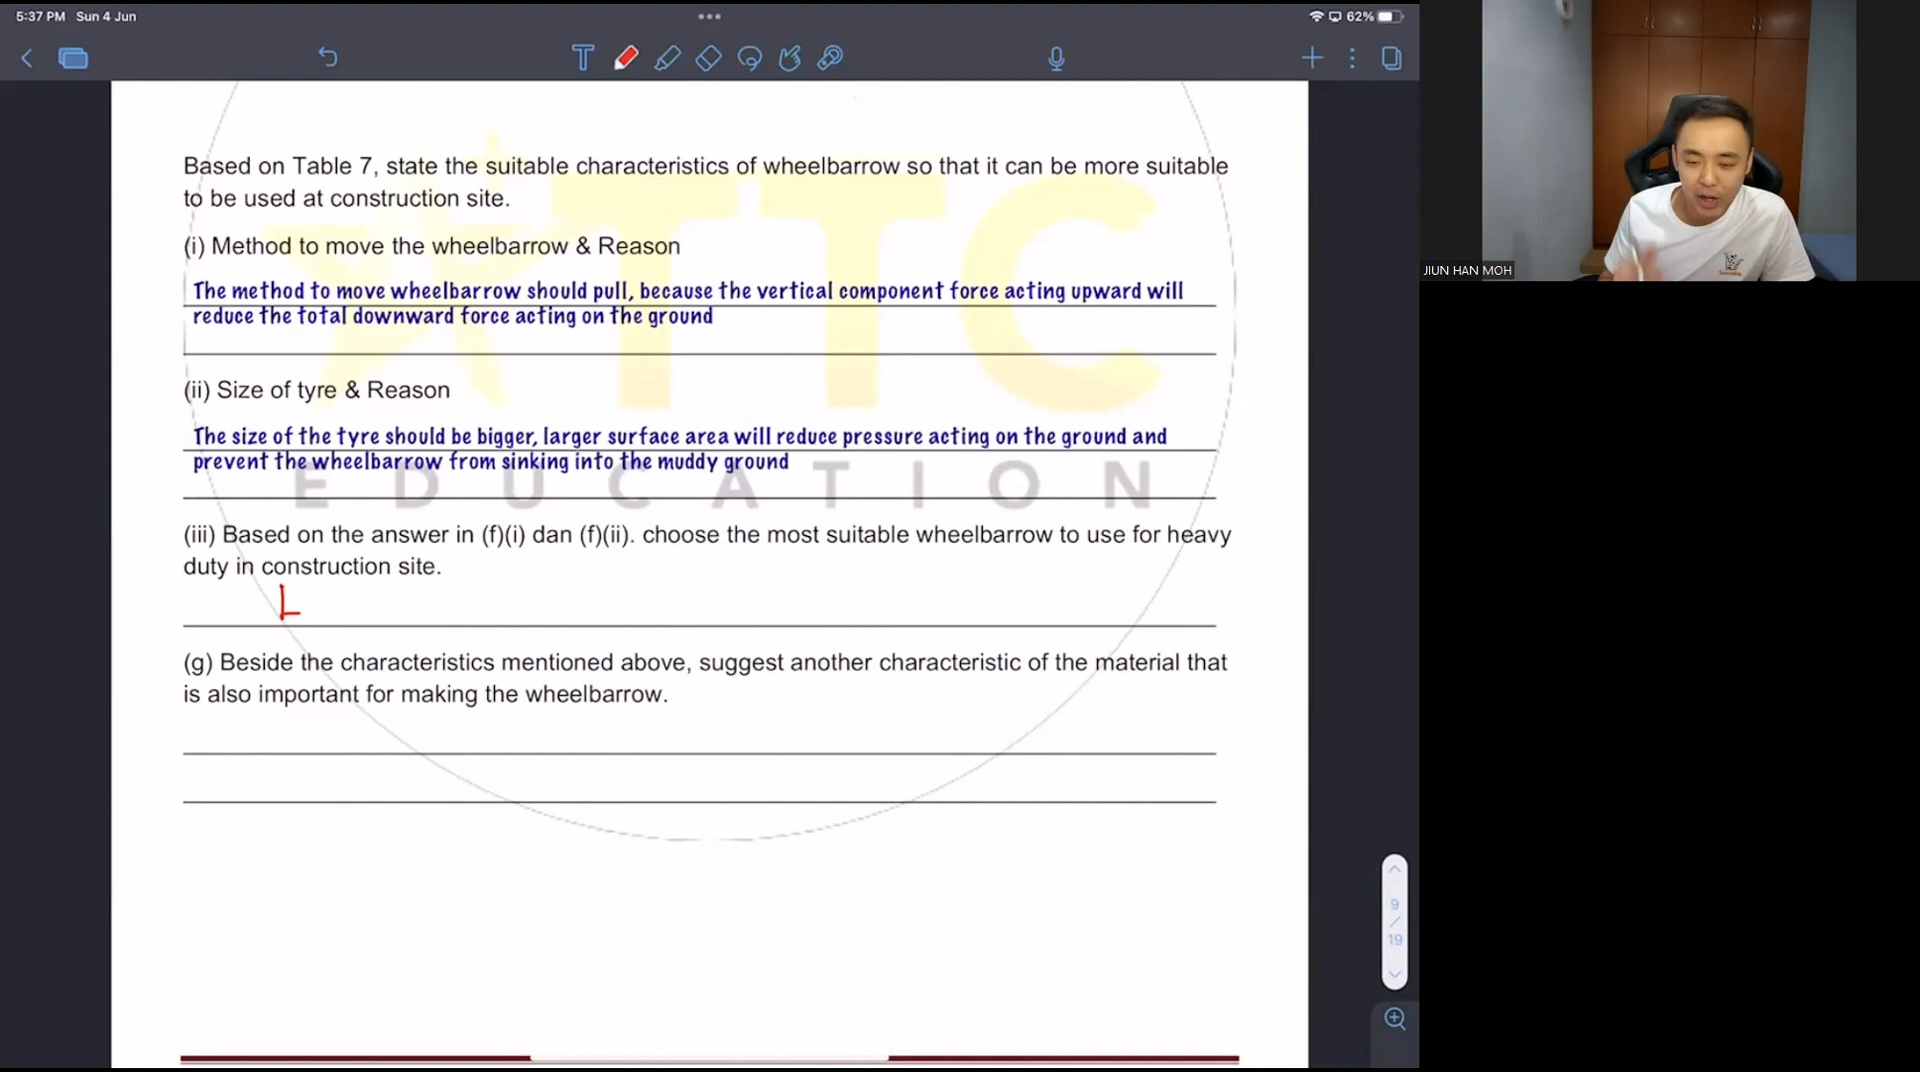 5:37 PM Sun 4 Jun
62%
T
Based on Table 7, state the suitable characteristics of wheelbarrow so that it can be more suitable
to be used at construction site.
(i) Method to move the wheelbarrow & Reason
The method to move wheelbarrow should pull, because the vertical component force acting upward will
reduce the total downward force acting on the ground
(ii) Size of tyre & Reason
The size of the tyre should be bigger, larger surface area will reduce pressure acting on the ground and
prevent the wheelbarrow from sinking into the muddy ground
(iii) Based on the answer in (f)(i) dan (f)(ii). choose the most suitable wheelbarrow to use for heavy
duty in construction site.
L
(g) Beside the characteristics mentioned above, suggest another characteristic of the material that
is also important for making the wheelbarrow.
TTC
EDUCATION
9
/
19
JIUN HAN MOH